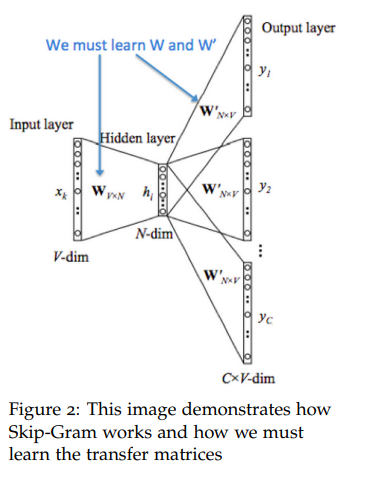 Output layer
We must learn W and W'
y₁
W'N×V
Input layer
Hidden layer
xₖ
WV×N
hᵢ
W'N×V
y₂
N-dim
V-dim
W'N×V
yC
C×V-dim
Figure 2: This image demonstrates how
Skip-Gram works and how we must
learn the transfer matrices